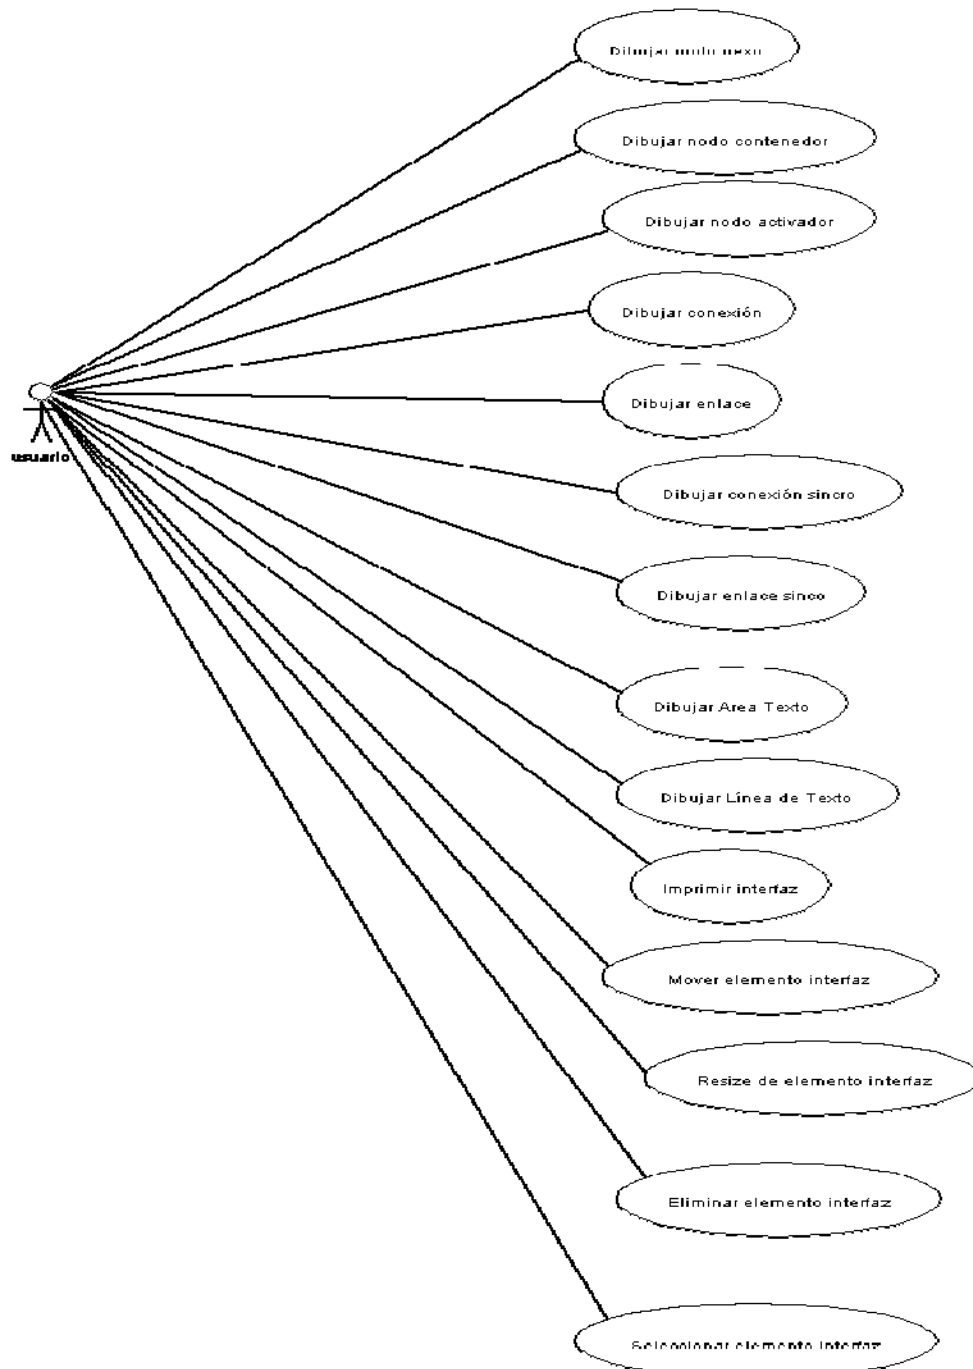 Dibujar nodo nexo
Dibujar nodo contenedor
Dibujar nodo activador
Dibujar conexión
Dibujar enlace
usuario
Dibujar conexión sincro
Dibujar enlace sinco
Dibujar Area Texto
Dibujar Línea de Texto
Imprimir interfaz
Mover elemento interfaz
Resize de elemento interfaz
Eliminar elemento interfaz
Seleccionar elemento interfaz